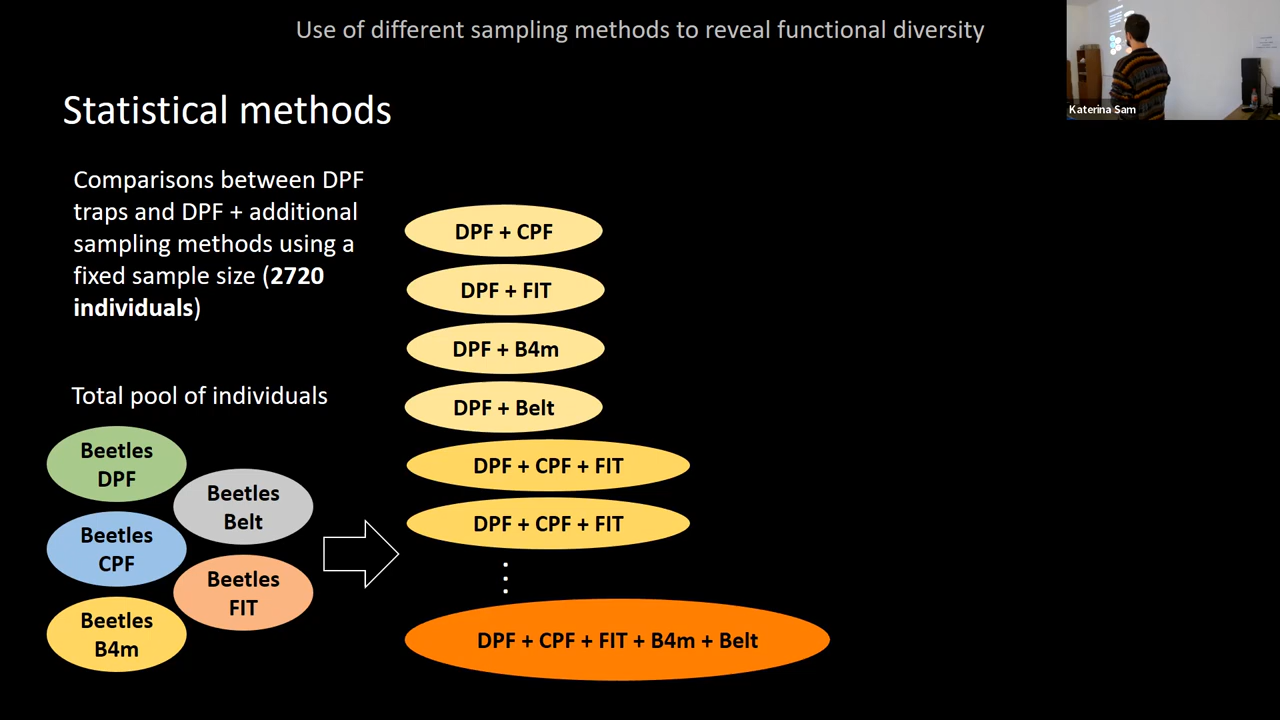 Use of different sampling methods to reveal functional diversity
Katerina Sam
Statistical methods
Comparisons between DPF
traps and DPF + additional
sampling methods using a
fixed sample size (2720
individuals)
Total pool of individuals
Beetles
DPF
Beetles
Belt
Beetles
CPF
Beetles
FIT
Beetles
B4m
DPF + CPF
DPF + FIT
DPF + B4m
DPF + Belt
DPF + CPF + FIT
DPF + CPF + FIT
DPF + CPF + FIT + B4m + Belt